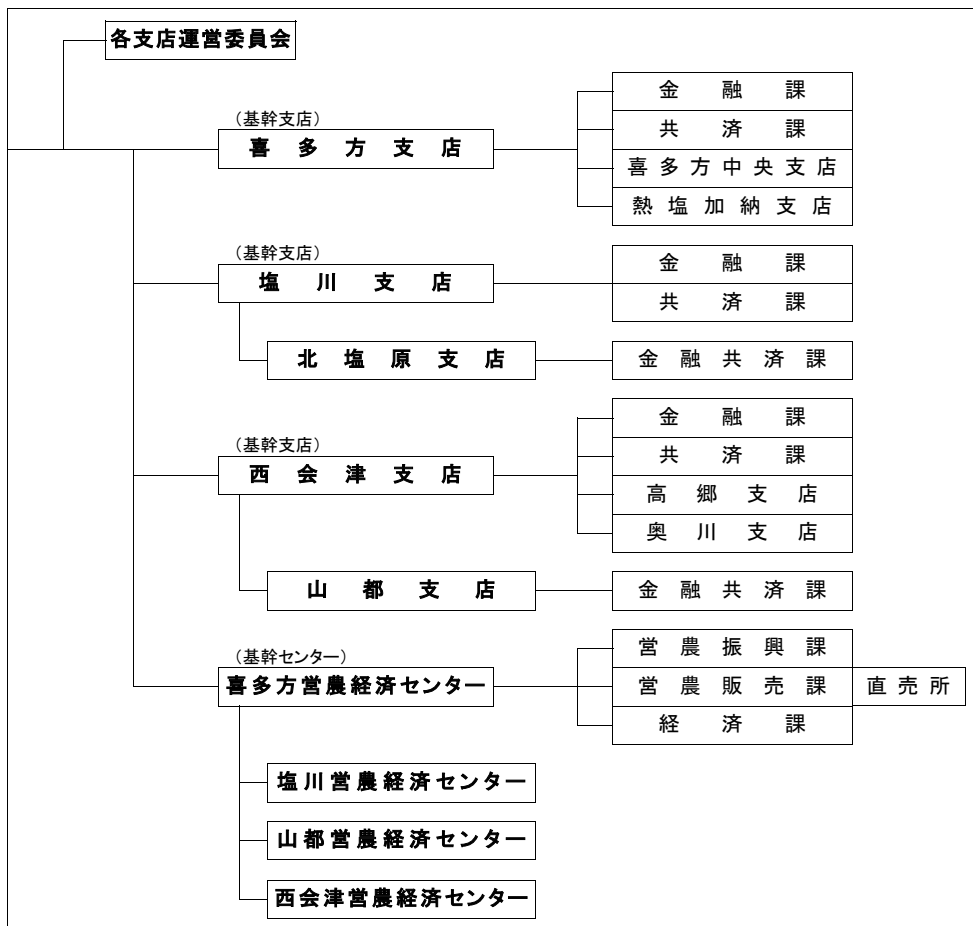 各支店運営委員会
金融課
（基幹支店）
共済課
喜多方支店
喜多方中央支店
熱塩加納支店
（基幹支店）
金融課
塩川支店
共済課
北塩原支店
金融共済課
金融課
（基幹支店）
共済課
西会津支店
高郷支店
奥川支店
山都支店
金融共済課
営農振興課
（基幹センター）
喜多方営農経済センター
営農販売課
直売所
経済課
塩川営農経済センター
山都営農経済センター
西会津営農経済センター